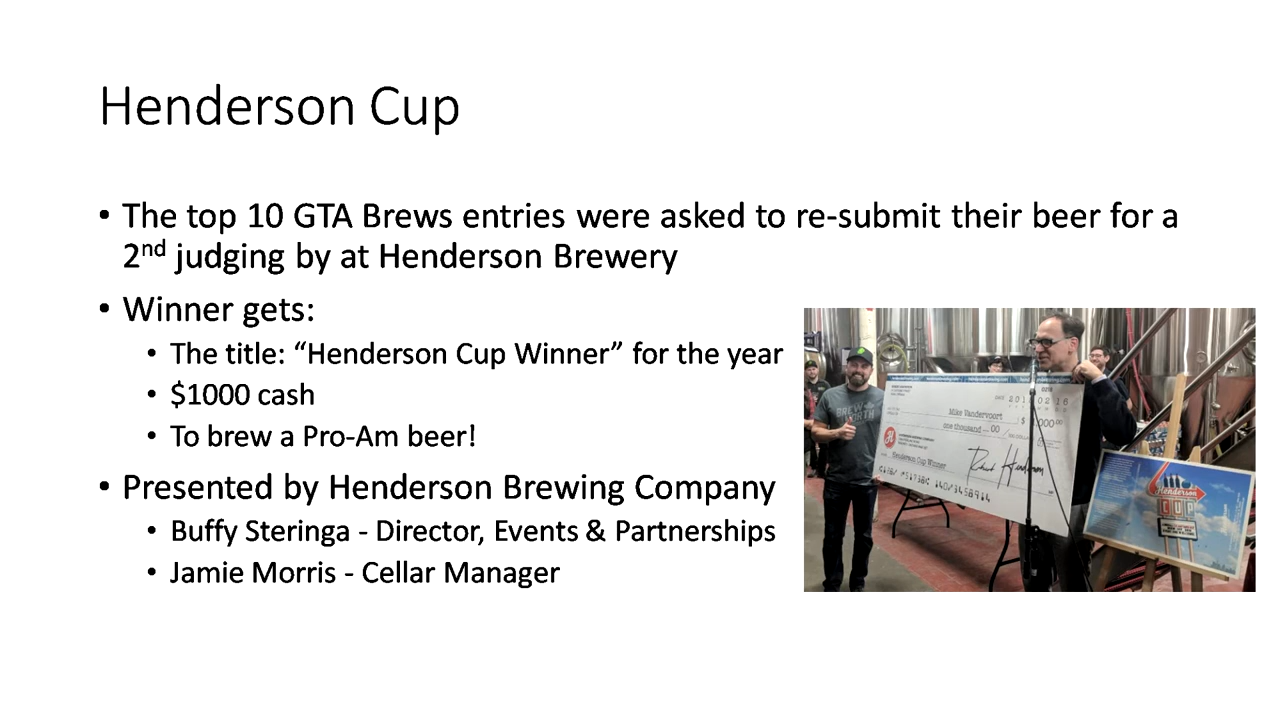 Henderson Cup
• The top 10 GTA Brews entries were asked to re-submit their beer for a
2nd judging by at Henderson Brewery
• Winner gets:
• The title: “Henderson Cup Winner” for the year
• $1000 cash
• To brew a Pro-Am beer!
• Presented by Henderson Brewing Company
• Buffy Steringa - Director, Events & Partnerships
• Jamie Morris - Cellar Manager
BREW
NORTH
Mike Vandervoort
one thousand — 00
Henderson Cup Winner
Henderson
CUP